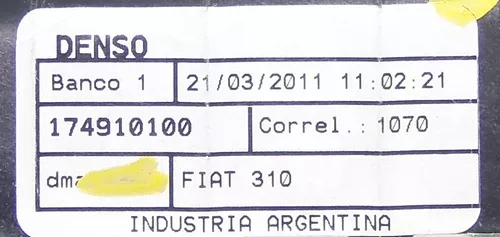 DENSO
Banco 1 21/03/2011 11:02:21
174910100 Correl.: 1070
FIAT 310
INDUSTRIA ARGENTINA